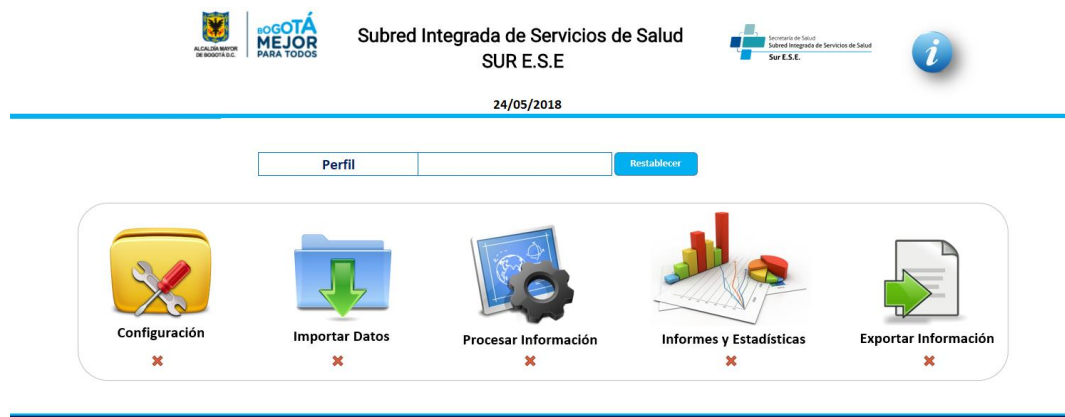 ALCALDÍA MAYOR
DE BOGOTÁ D.C.
BOGOTÁ
MEJOR
PARA TODOS
Subred Integrada de Servicios de Salud
SUR E.S.E
Secretaría de Salud
Subred Integrada de Servicios de Salud
Sur E.S.E.
i
24/05/2018
Perfil
Restablecer
Configuración
Importar Datos
Procesar Información
Informes y Estadísticas
Exportar Información